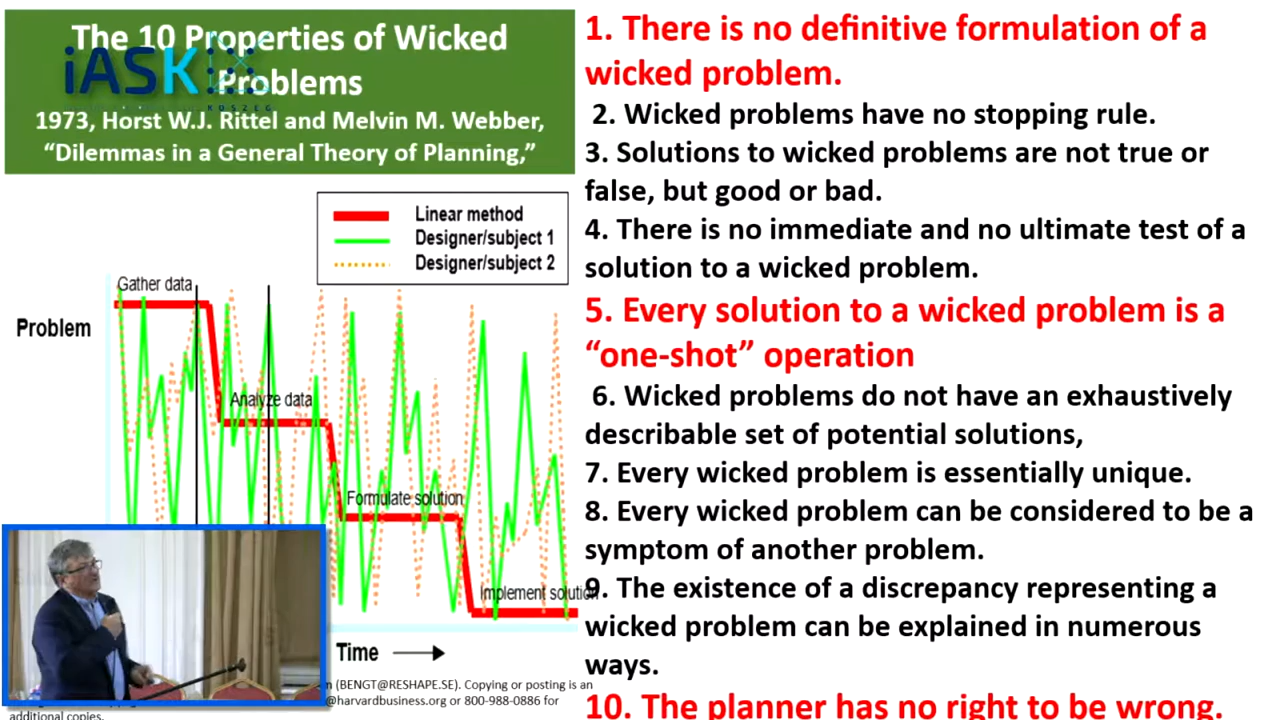 The 10 Properties of Wicked
Problems
iASK
KOSZEG
1973, Horst W.J. Rittel and Melvin M. Webber,
“Dilemmas in a General Theory of Planning,”
Linear method
Designer/subject 1
Designer/subject 2
Gather data
Problem
Analyze data
Formulate solution
Implement solution
Time
(BENGT@RESHAPE.SE). Copying or posting is an
@harvardbusiness.org or 800-988-0886 for
additional copies.
1. There is no definitive formulation of a
wicked problem.
2. Wicked problems have no stopping rule.
3. Solutions to wicked problems are not true or
false, but good or bad.
4. There is no immediate and no ultimate test of a
solution to a wicked problem.
5. Every solution to a wicked problem is a
“one-shot” operation
6. Wicked problems do not have an exhaustively
describable set of potential solutions,
7. Every wicked problem is essentially unique.
8. Every wicked problem can be considered to be a
symptom of another problem.
9. The existence of a discrepancy representing a
wicked problem can be explained in numerous
ways.
10. The planner has no right to be wrong.